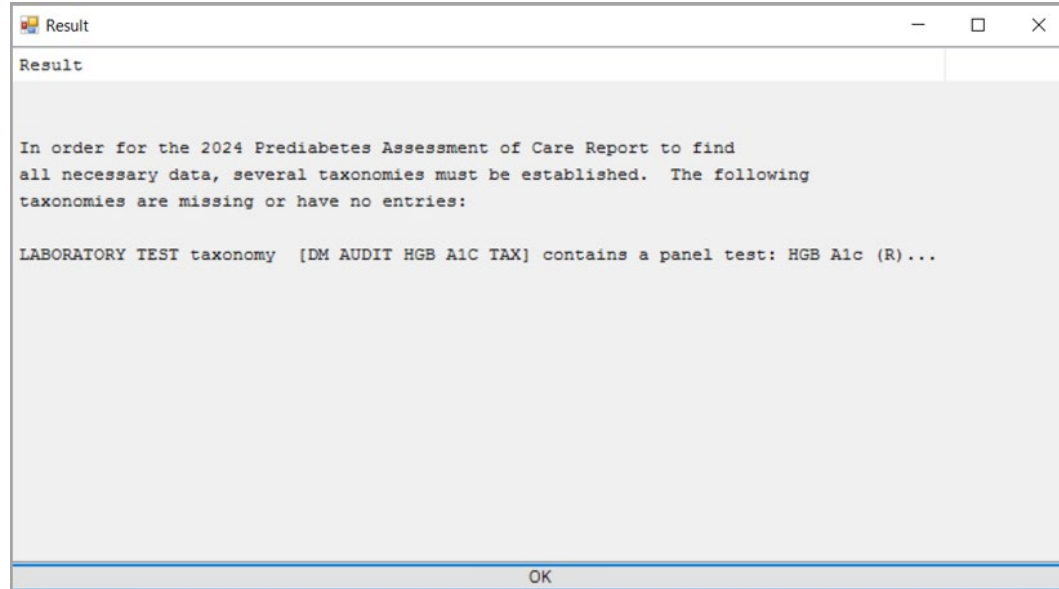 Result
Result
In order for the 2024 Prediabetes Assessment of Care Report to find
all necessary data, several taxonomies must be established.  The following
taxonomies are missing or have no entries:
LABORATORY TEST taxonomy  [DM AUDIT HGB A1C TAX] contains a panel test: HGB A1c (R)...
OK